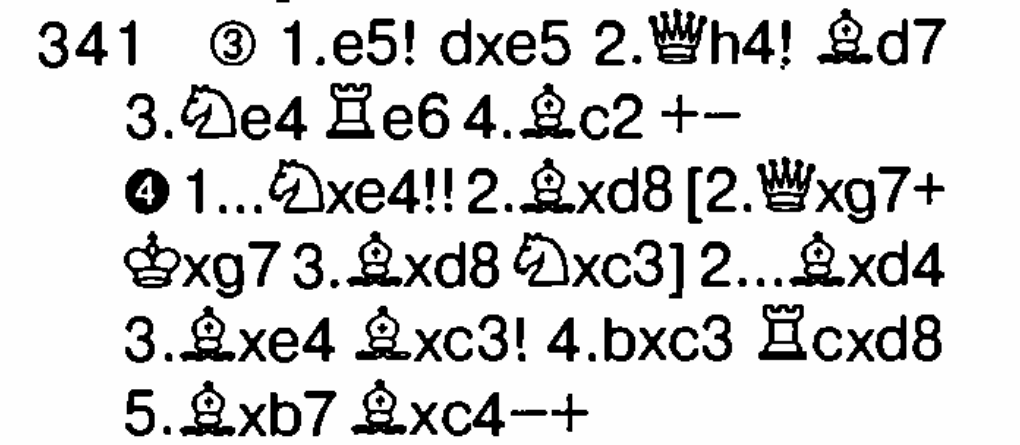 341 ③ 1.e5! dxe5 2.♕h4! ♗d7
3.♘e4 ♖e6 4.♗c2 +−
❹ 1...♘xe4!! 2.♗xd8 [2.♕xg7+
♔xg7 3.♗xd8 ♘xc3] 2...♗xd4
3.♗xe4 ♗xc3! 4.bxc3 ♖cxd8
5.♗xb7 ♗xc4−+